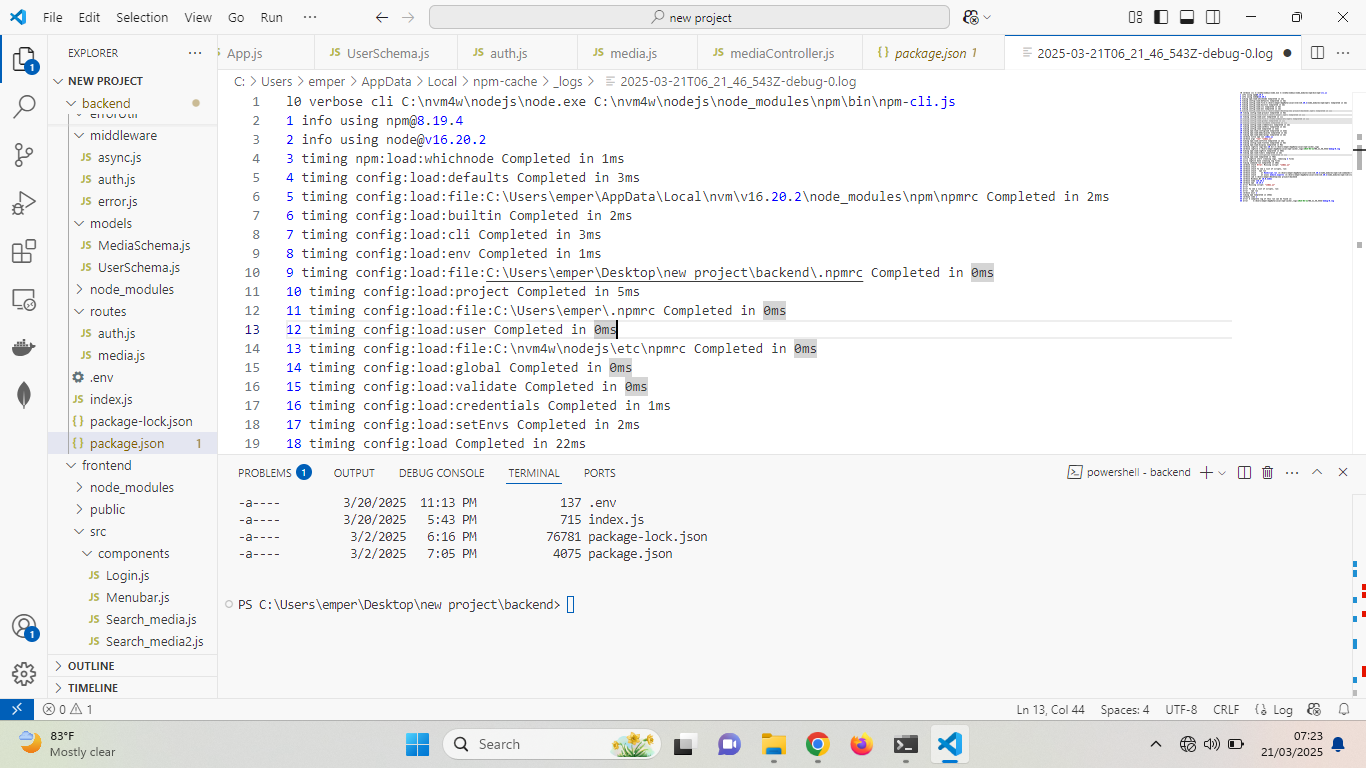 File Edit Selection View Go Run ··· new project
EXPLORER ···
NEW PROJECT
backend
errorutil
middleware
JS async.js
JS auth.js
JS error.js
models
JS MediaSchema.js
JS UserSchema.js
node_modules
routes
JS auth.js
JS media.js
.env
JS index.js
{} package-lock.json
{} package.json 1
frontend
node_modules
public
src
components
JS Login.js
JS Menubar.js
JS Search_media.js
JS Search_media2.js
OUTLINE
TIMELINE
App.js JS UserSchema.js JS auth.js JS media.js JS mediaController.js {} package.json 1 2025-03-21T06_21_46_543Z-debug-0.log ●
C: > Users > emper > AppData > Local > npm-cache > _logs > 2025-03-21T06_21_46_543Z-debug-0.log
1 l0 verbose cli C:\nvm4w\nodejs\node.exe C:\nvm4w\nodejs\node_modules\npm\bin\npm-cli.js
2 1 info using npm@8.19.4
3 2 info using node@v16.20.2
4 3 timing npm:load:whichnode Completed in 1ms
5 4 timing config:load:defaults Completed in 3ms
6 5 timing config:load:file:C:\Users\emper\AppData\Local\nvm\v16.20.2\node_modules\npm\npmrc Completed in 2ms
7 6 timing config:load:builtin Completed in 2ms
8 7 timing config:load:cli Completed in 3ms
9 8 timing config:load:env Completed in 1ms
10 9 timing config:load:file:C:\Users\emper\Desktop\new project\backend\.npmrc Completed in 0ms
11 10 timing config:load:project Completed in 5ms
12 11 timing config:load:file:C:\Users\emper\.npmrc Completed in 0ms
13 12 timing config:load:user Completed in 0ms
14 13 timing config:load:file:C:\nvm4w\nodejs\etc\npmrc Completed in 0ms
15 14 timing config:load:global Completed in 0ms
16 15 timing config:load:validate Completed in 0ms
17 16 timing config:load:credentials Completed in 1ms
18 17 timing config:load:setEnvs Completed in 2ms
19 18 timing config:load Completed in 22ms
PROBLEMS 1 OUTPUT DEBUG CONSOLE TERMINAL PORTS powershell - backend
-a---- 3/20/2025 11:13 PM 137 .env
-a---- 3/20/2025 5:43 PM 715 index.js
-a---- 3/2/2025 6:16 PM 76781 package-lock.json
-a---- 3/2/2025 7:05 PM 4075 package.json
PS C:\Users\emper\Desktop\new project\backend>
0 1 Ln 13, Col 44 Spaces: 4 UTF-8 CRLF Log
83°F
Mostly clear
Search
07:23
21/03/2025